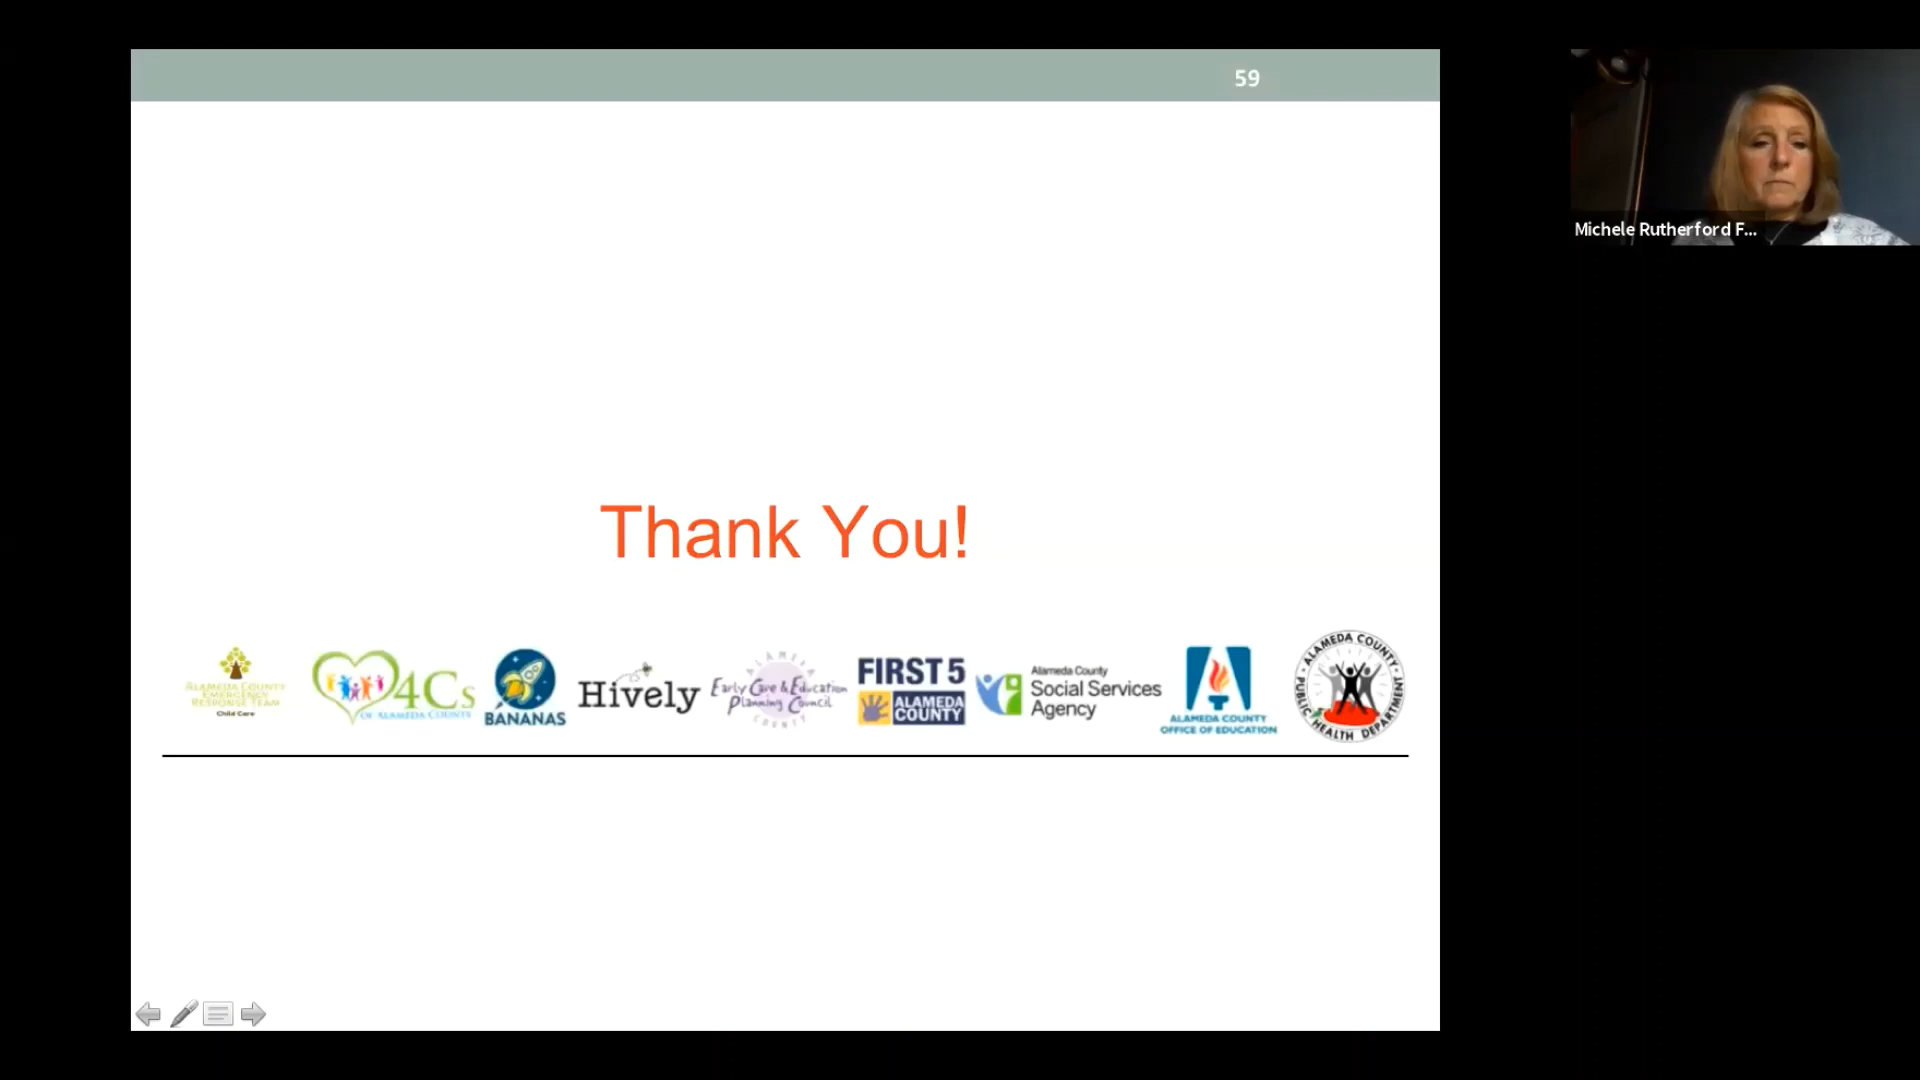 59
Michele Rutherford F...
Thank You!
ALAMEDA COUNTY
EMERGENCY
RESPONSE TEAM
Child Care
4Cs
OF ALAMEDA COUNTY
BANANAS
Hively
ALAMEDA
Early Care & Education
Planning Council
COUNTY
FIRST 5
ALAMEDA
COUNTY
Alameda County
Social Services
Agency
ALAMEDA COUNTY
OFFICE OF EDUCATION
ALAMEDA COUNTY
PUBLIC HEALTH DEPARTMENT